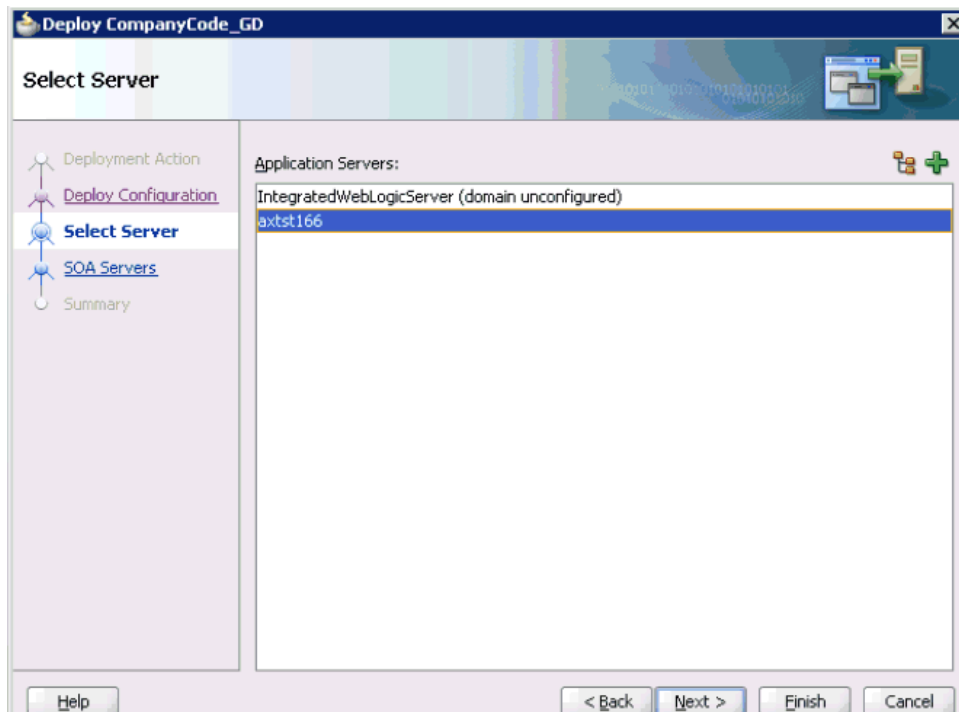 Deploy CompanyCode_GD
Select Server
Deployment Action
Deploy Configuration
Select Server
SOA Servers
Summary
Application Servers:
IntegratedWebLogicServer (domain unconfigured)
axtst166
Help
< Back
Next >
Finish
Cancel